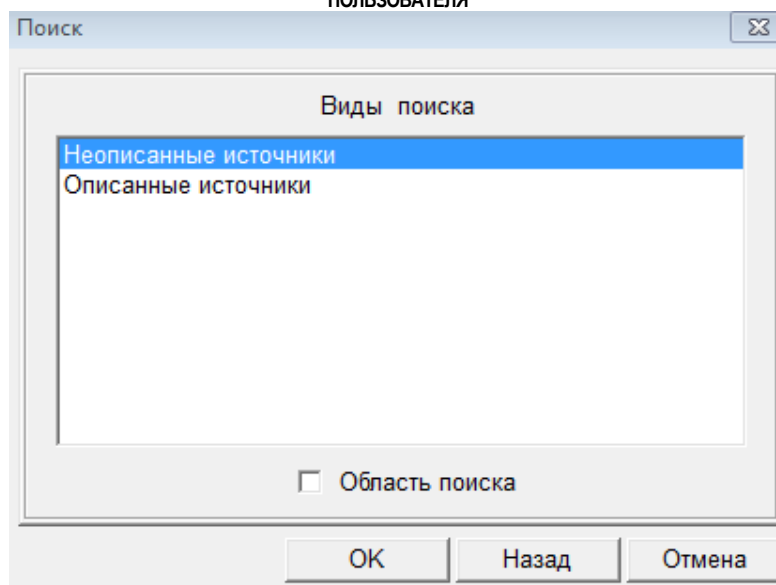 ПОЛЬЗОВАТЕЛЯ
Поиск
Виды поиска
Неописанные источники
Описанные источники
Область поиска
OK Назад Отмена